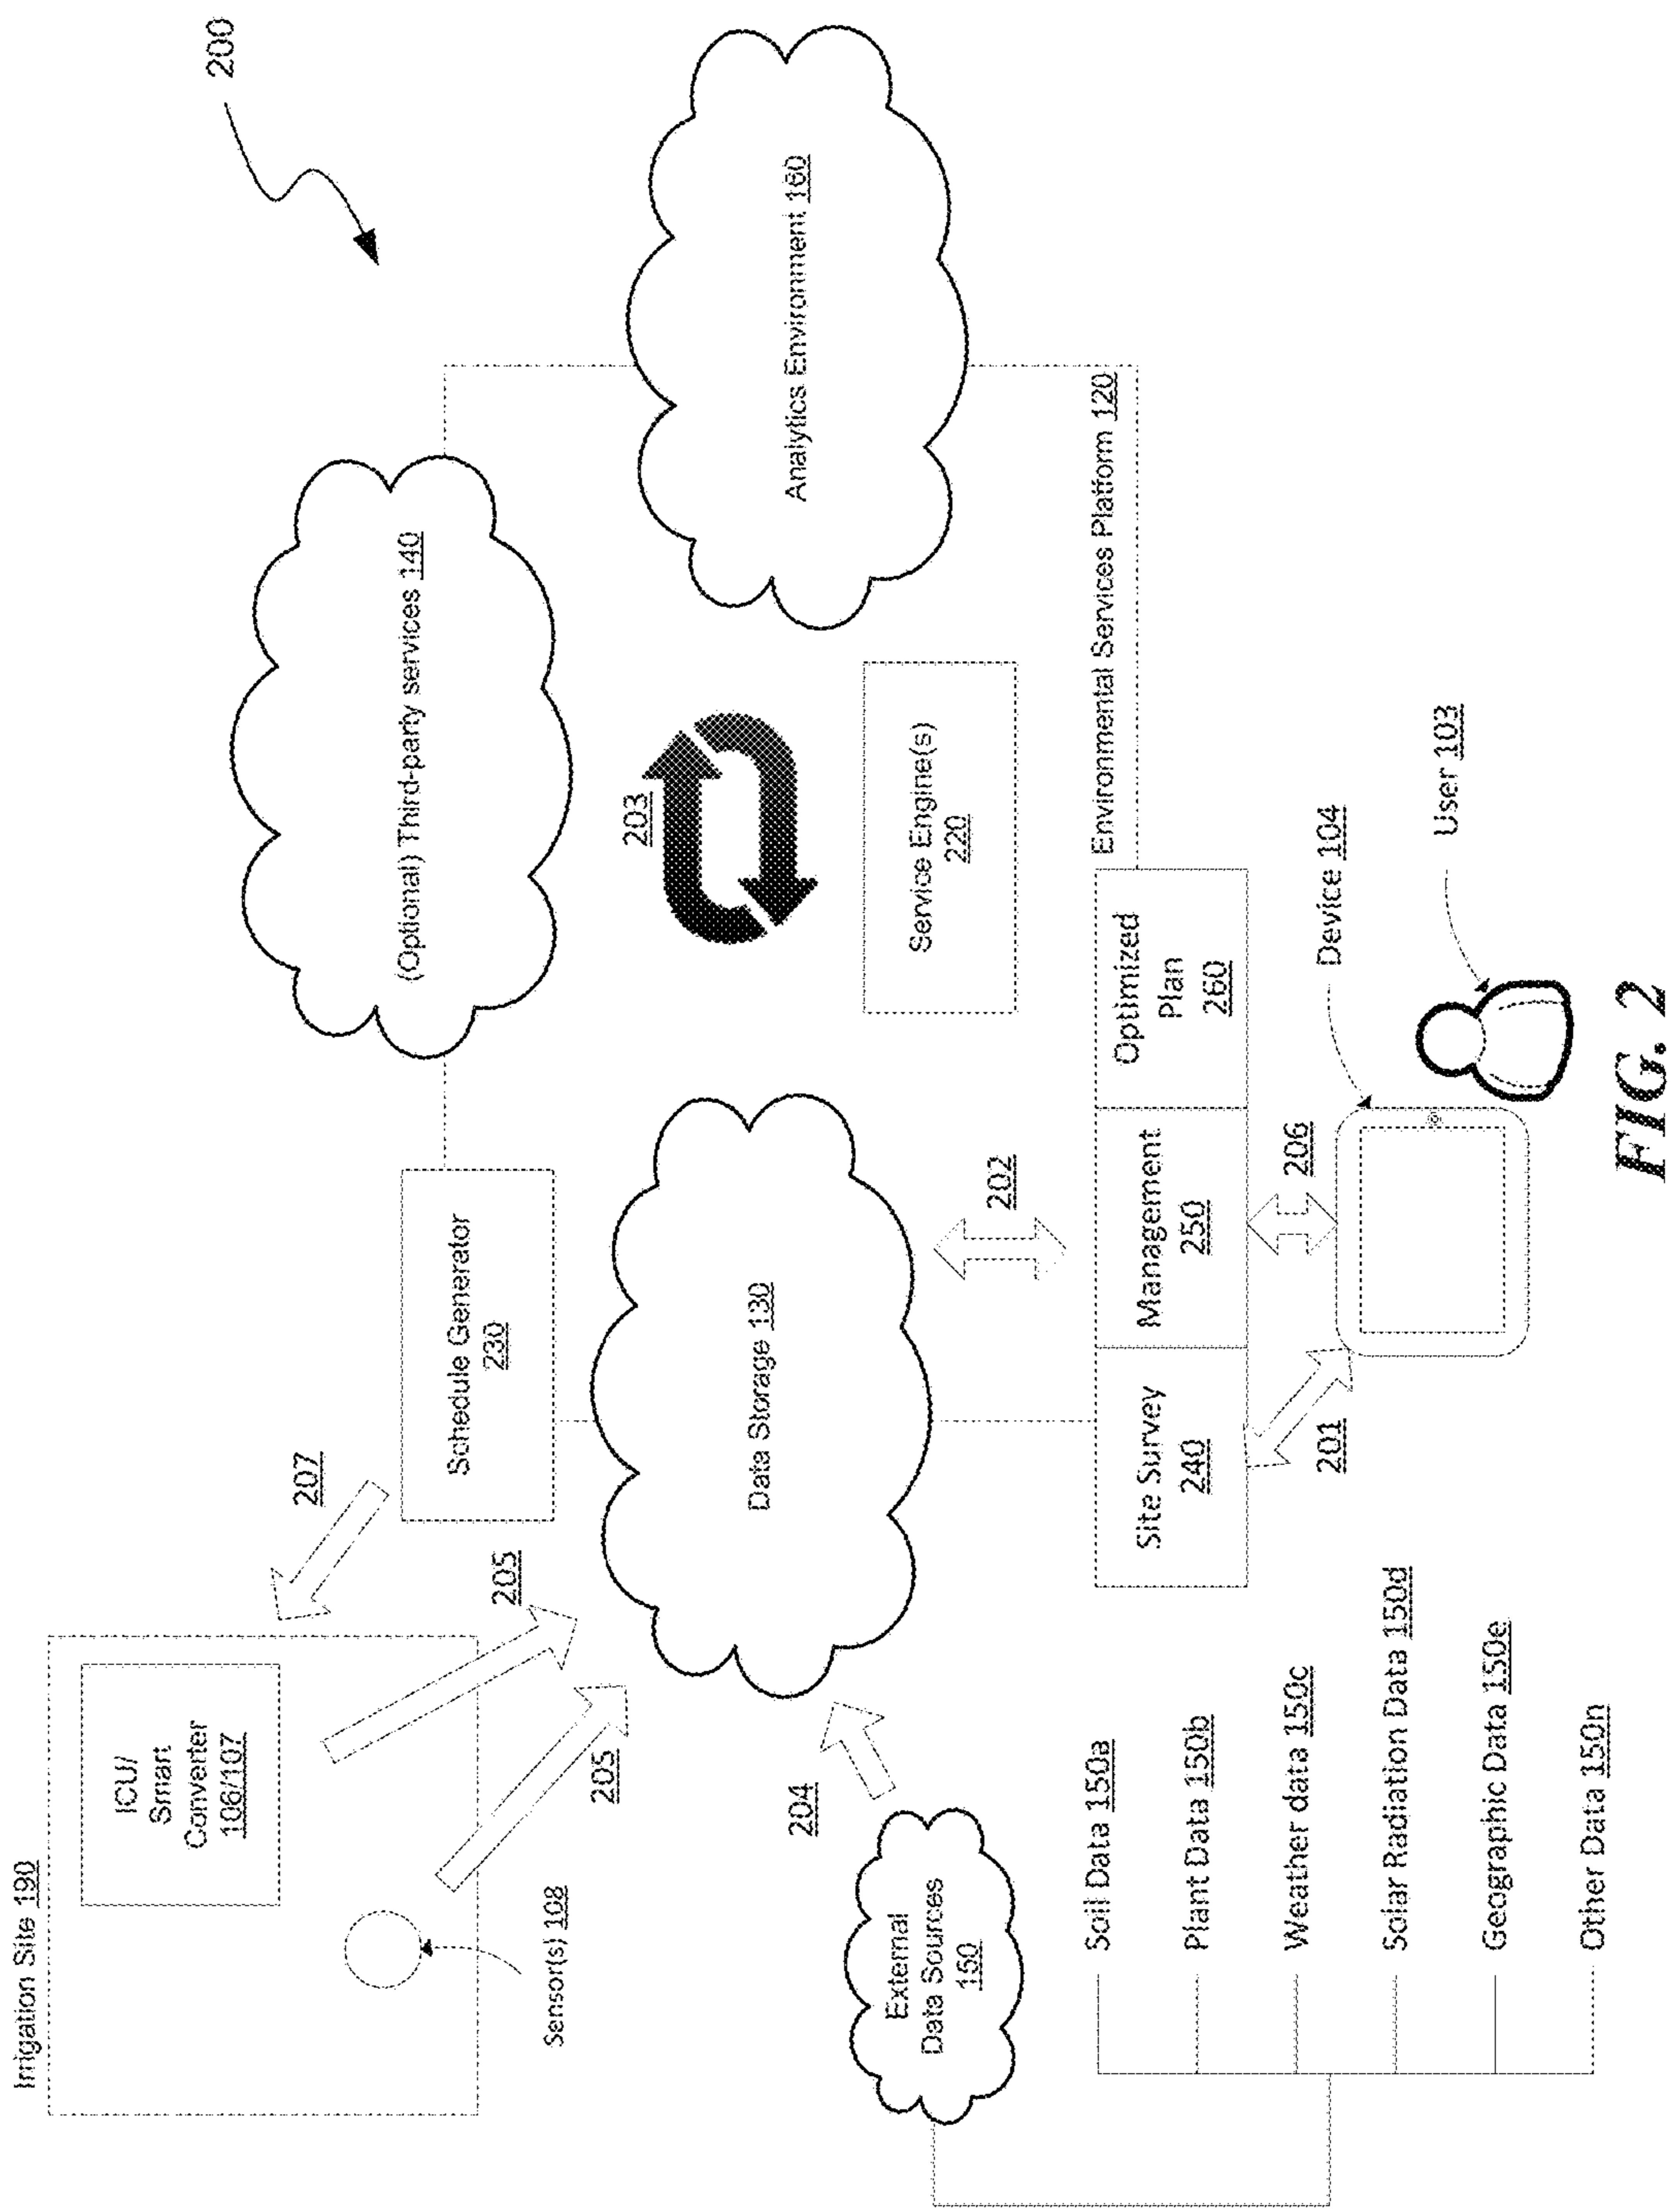 200
Irrigation Site 190
ICU/
Smart
Converter
106/107
Sensor(s) 108
207
205
205
Schedule Generator
230
(Optional) Third-party services 140
203
Data Storage 130
Analytics Environment 160
Service Engine(s)
220
204
External
Data Sources
150
202
Environmental Services Platform 120
Site Survey
240
Management
250
Optimized
Plan
260
201
206
Device 104
User 103
Soil Data 150a
Plant Data 150b
Weather data 150c
Solar Radiation Data 150d
Geographic Data 150e
Other Data 150n
FIG. 2